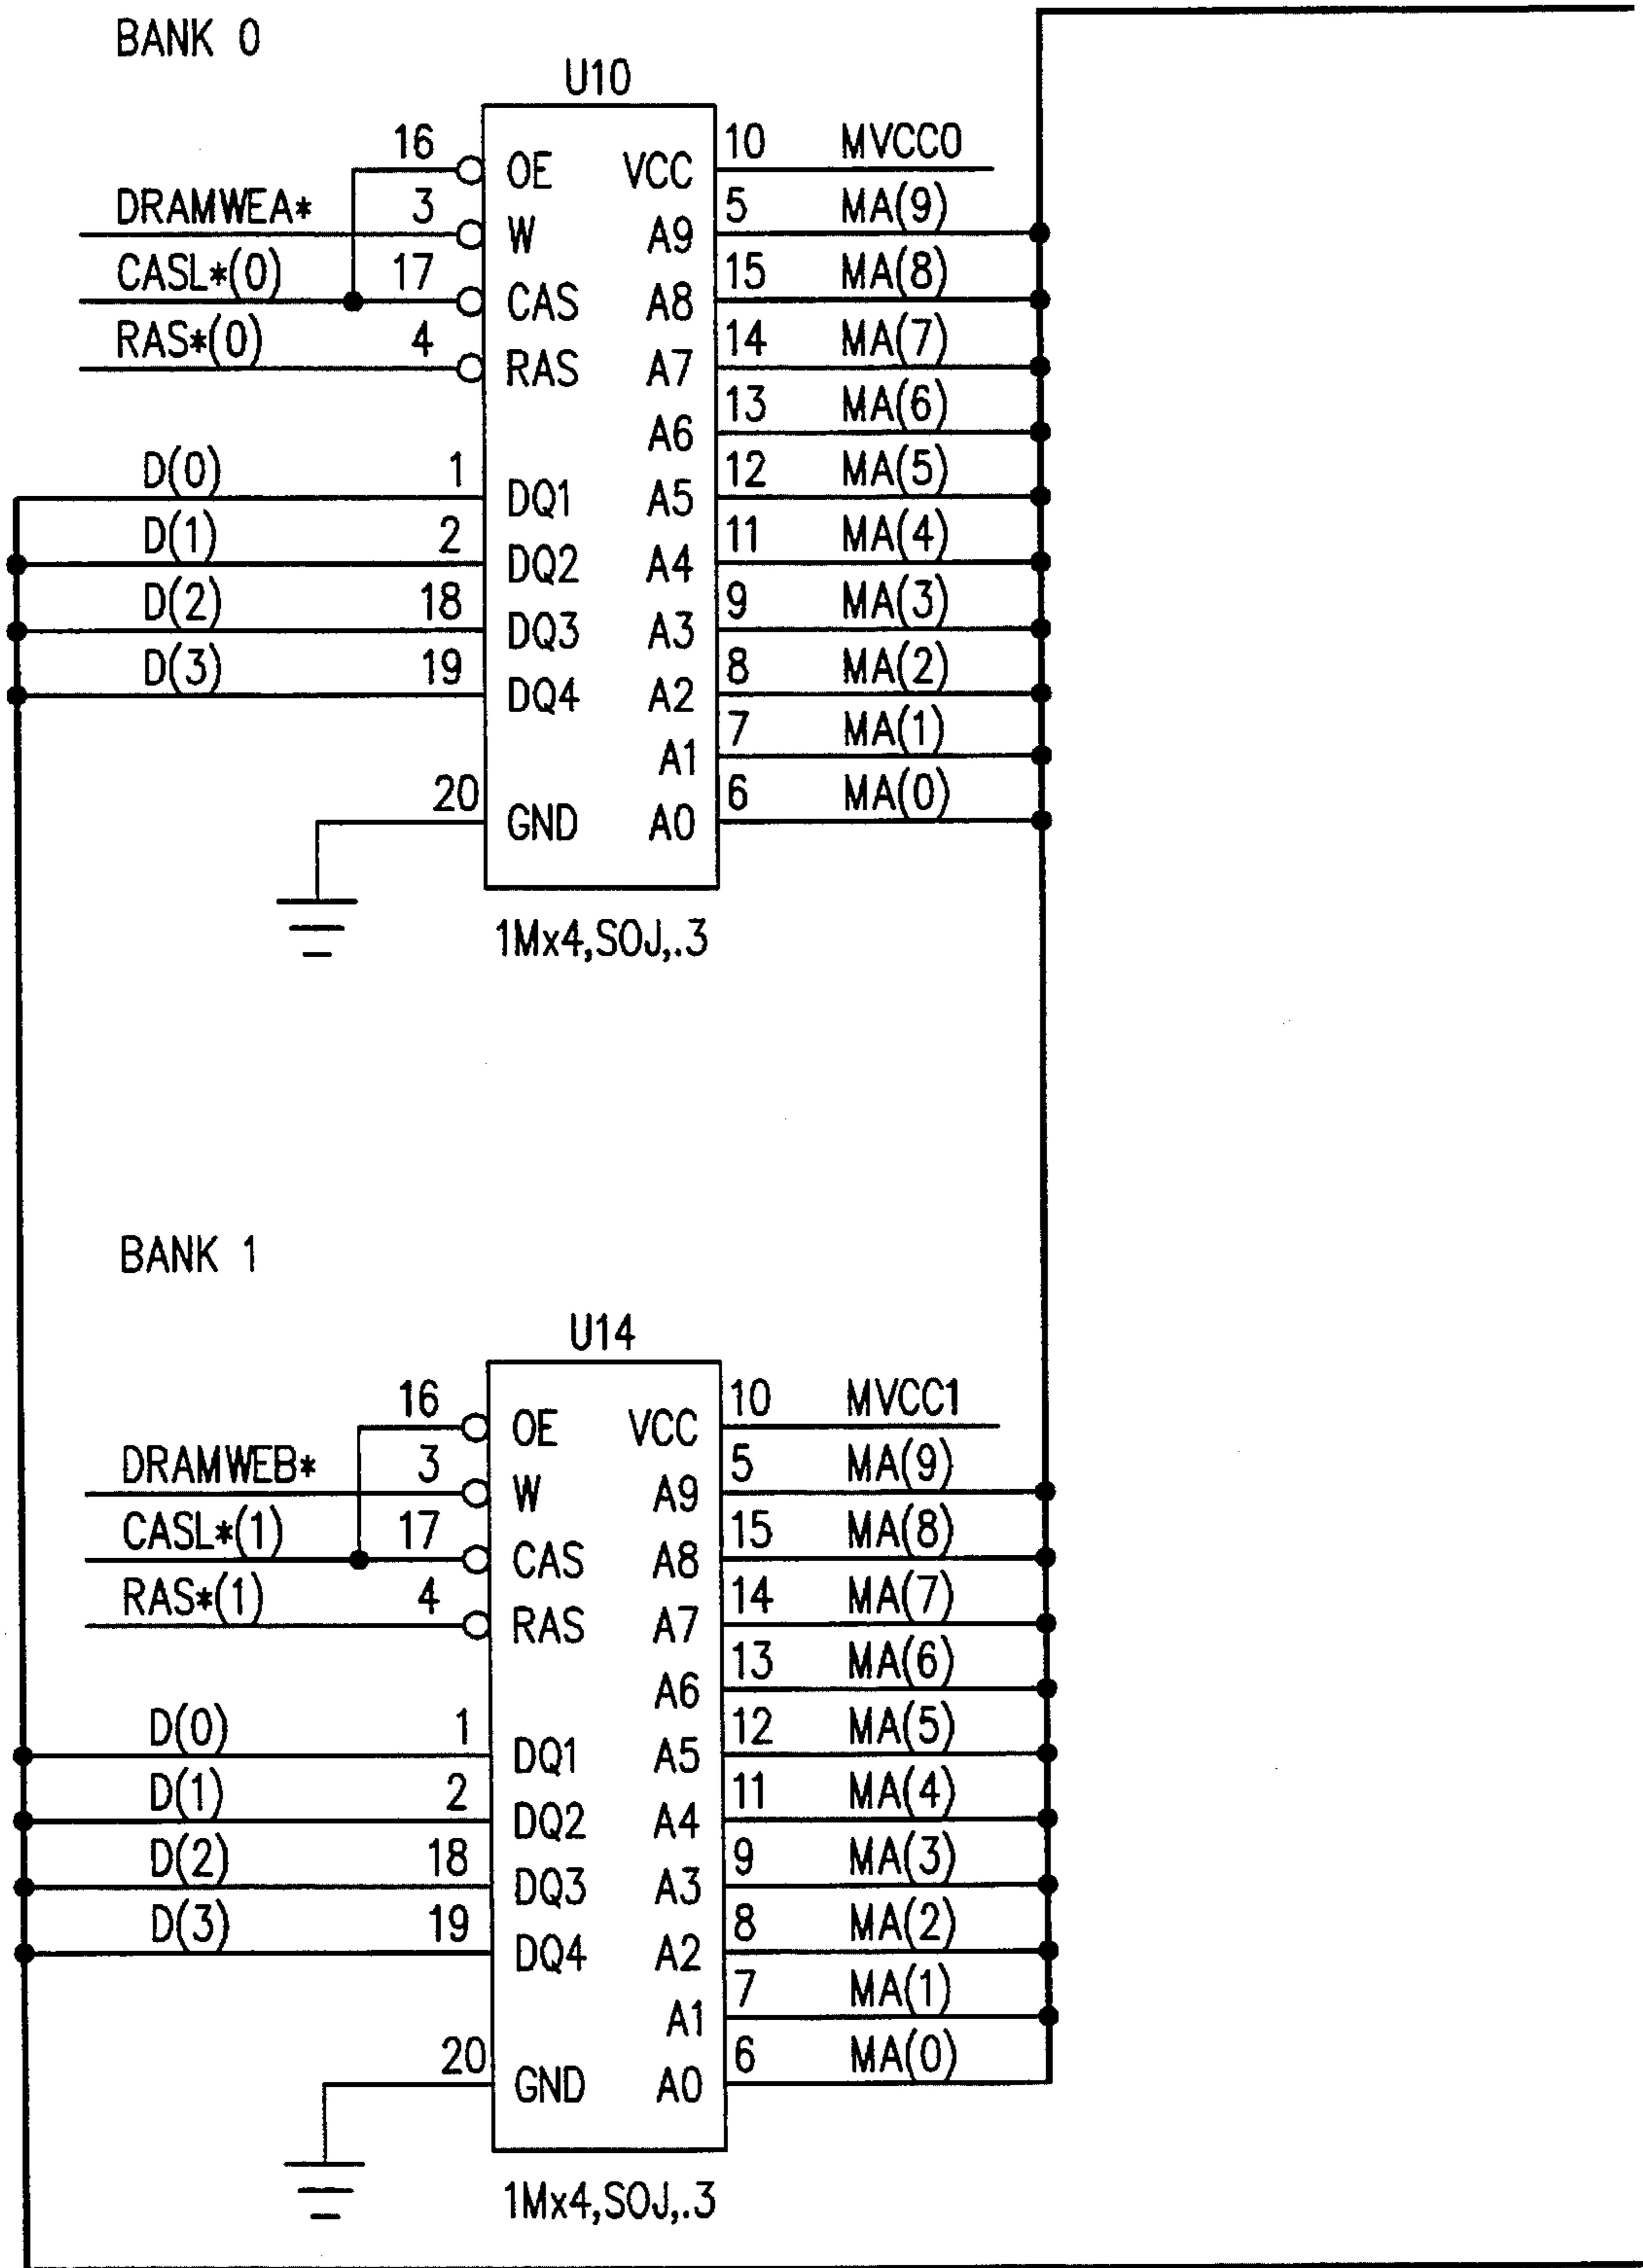 BANK 0
U10
16 OE VCC 10 MVCC0
DRAMWEA* 3 W A9 5 MA(9)
CASL*(0) 17 CAS A8 15 MA(8)
RAS*(0) 4 RAS A7 14 MA(7)
A6 13 MA(6)
D(0) 1 DQ1 A5 12 MA(5)
D(1) 2 DQ2 A4 11 MA(4)
D(2) 18 DQ3 A3 9 MA(3)
D(3) 19 DQ4 A2 8 MA(2)
A1 7 MA(1)
20 GND A0 6 MA(0)
1Mx4,SOJ,.3
BANK 1
U14
16 OE VCC 10 MVCC1
DRAMWEB* 3 W A9 5 MA(9)
CASL*(1) 17 CAS A8 15 MA(8)
RAS*(1) 4 RAS A7 14 MA(7)
A6 13 MA(6)
D(0) 1 DQ1 A5 12 MA(5)
D(1) 2 DQ2 A4 11 MA(4)
D(2) 18 DQ3 A3 9 MA(3)
D(3) 19 DQ4 A2 8 MA(2)
A1 7 MA(1)
20 GND A0 6 MA(0)
1Mx4,SOJ,.3